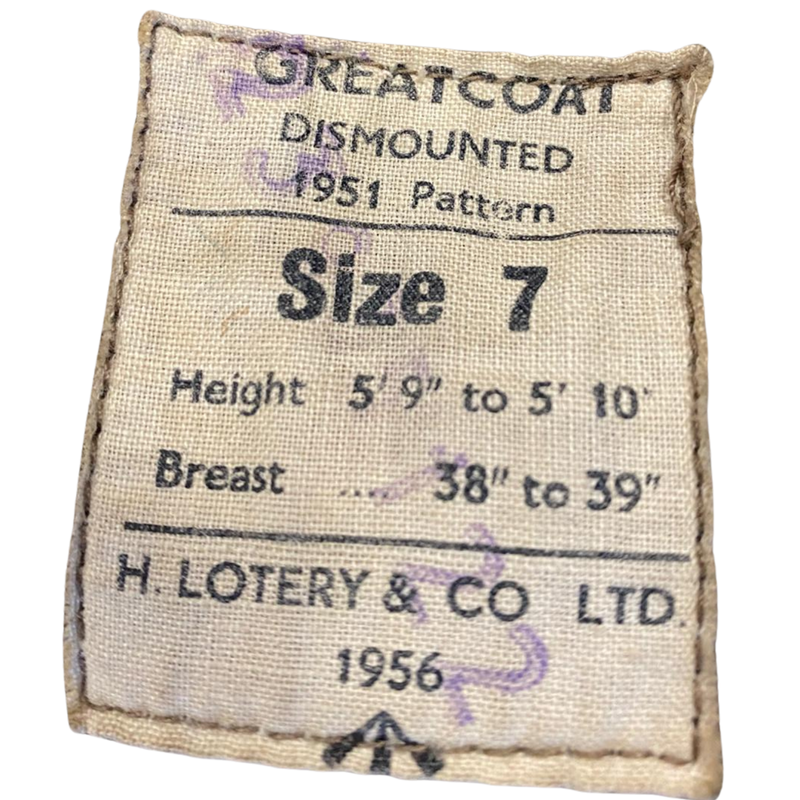 GREATCOAT
DISMOUNTED
1951 Pattern
Size 7
Height 5' 9" to 5' 10"
Breast .... 38" to 39"
H. LOTERY & CO LTD.
1956